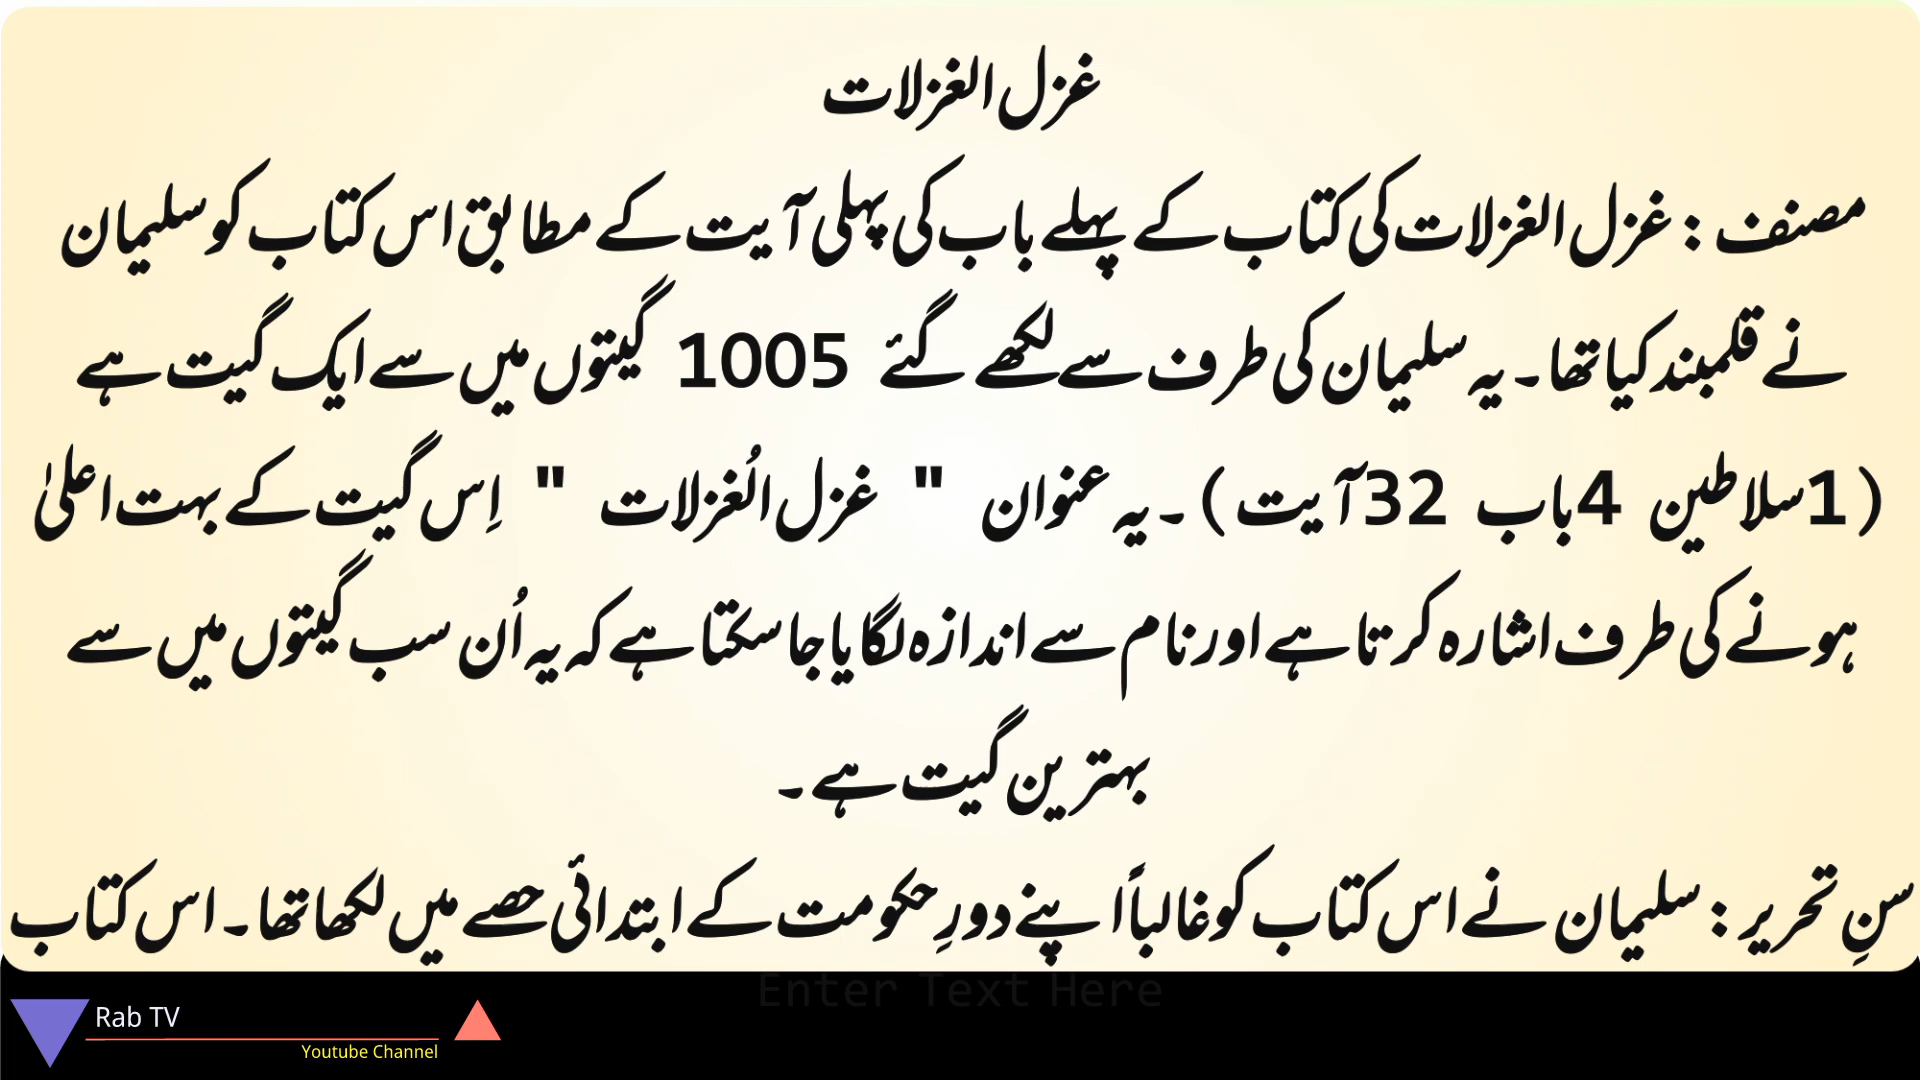 غزل الغزلات
مصنف : غزل الغزلات کی کتاب کے پہلے باب کی پہلی آیت کے مطابق اس کتاب کو سلیمان
نے قلمبند کیا تھا۔ یہ سلیمان کی طرف سے لکھے گئے 1005 گیتوں میں سے ایک گیت ہے
(1سلاطین 4باب 32آیت)۔ یہ عنوان " غزل الُغزلات " اِس گیت کے بہت اعلیٰ
ہونے کی طرف اشارہ کرتا ہے اور نام سے اندازہ لگایا جا سکتا ہے کہ یہ اُن سب گیتوں میں سے
بہترین گیت ہے۔
سنِ تحریر : سلیمان نے اس کتاب کو غالباً اپنے دورِ حکومت کے ابتدائی حصے میں لکھا تھا۔ اس کتاب
Enter Text Here
Rab TV
Youtube Channel